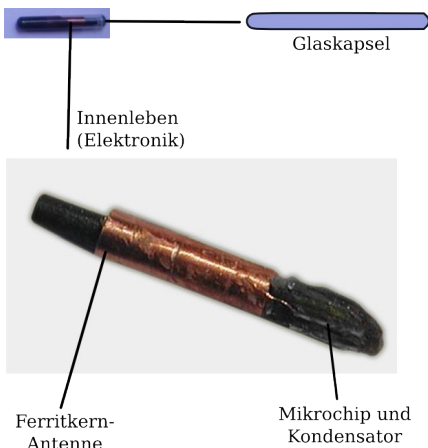 Glaskapsel
Innenleben
(Elektronik)
Ferritkern-
Antenne
Mikrochip und
Kondensator